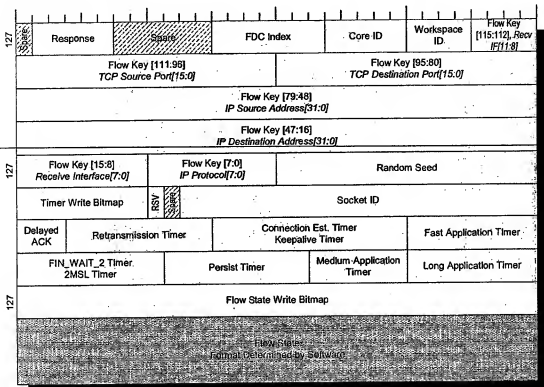 127
Spare
Response
Spare
FDC Index
Core ID
Workspace
ID
Flow Key
[115:112], Recv
IF[11:8]
Flow Key [111:96]
TCP Source Port[15:0]
Flow Key [95:80]
TCP Destination Port[15:0]
Flow Key [79:48]
IP Source Address[31:0]
Flow Key [47:16]
IP Destination Address[31:0]
127
Flow Key [15:8]
Receive Interface[7:0]
Flow Key [7:0]
IP Protocol[7:0]
Random Seed
Timer Write Bitmap
RSV
Spare
Socket ID
Delayed
ACK
Retransmission Timer
Connection Est. Timer
Keepalive Timer
Fast Application Timer
FIN_WAIT_2 Timer
2MSL Timer
Persist Timer
Medium Application
Timer
Long Application Timer
127
Flow State Write Bitmap
Flow State
Format Determined by Software